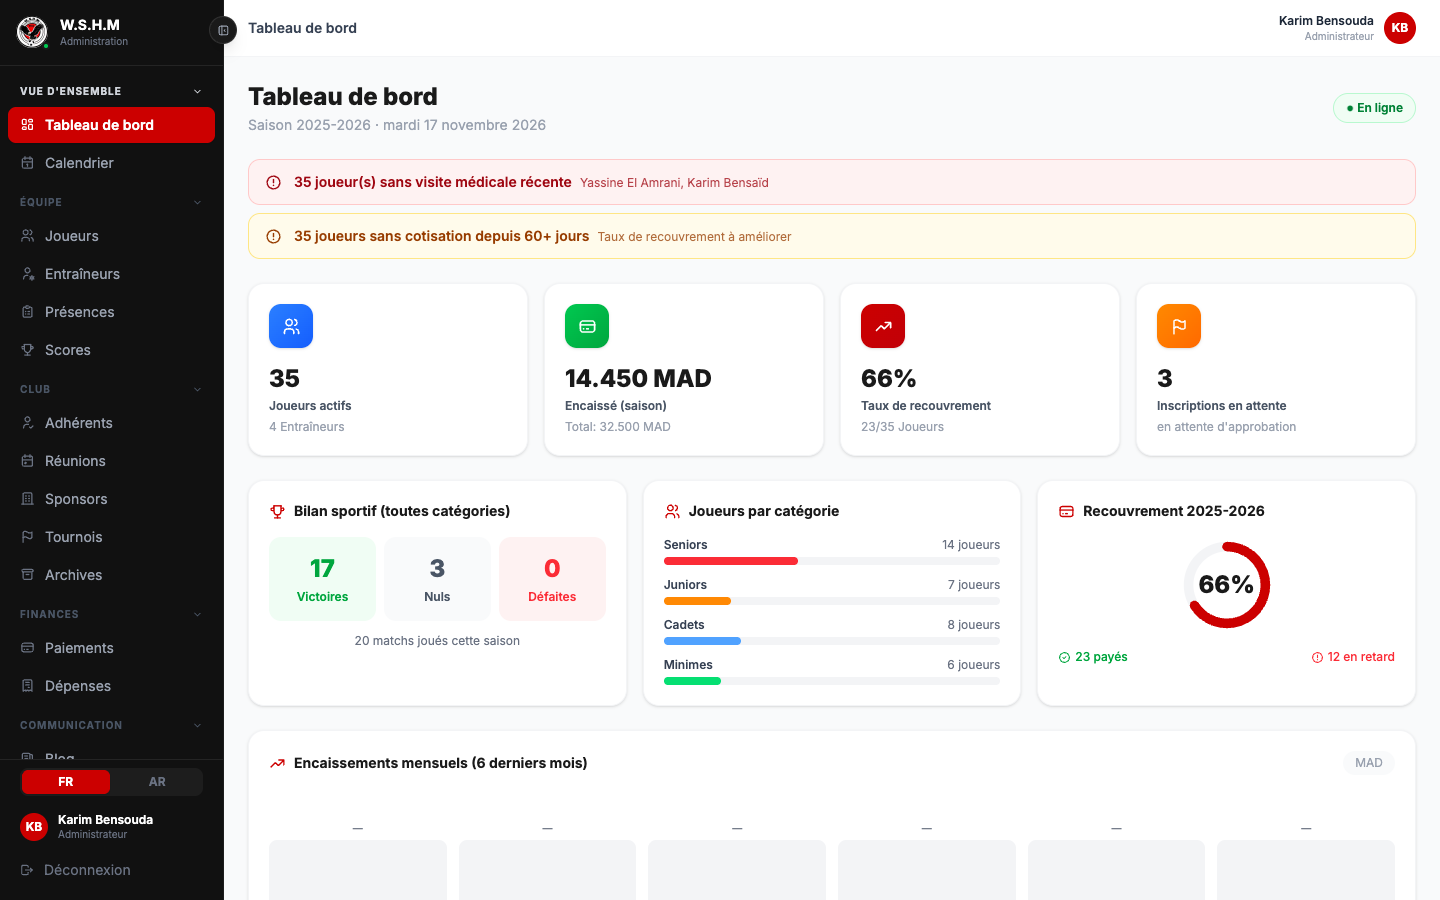 W.S.H.M
Administration
VUE D'ENSEMBLE
Tableau de bord
Calendrier
ÉQUIPE
Joueurs
Entraîneurs
Présences
Scores
CLUB
Adhérents
Réunions
Sponsors
Tournois
Archives
FINANCES
Paiements
Dépenses
COMMUNICATION
Blog
FR AR
KB Karim Bensouda
Administrateur
Déconnexion
Tableau de bord
Karim Bensouda
Administrateur
KB
Tableau de bord
Saison 2025-2026 · mardi 17 novembre 2026
En ligne
35 joueur(s) sans visite médicale récente Yassine El Amrani, Karim Bensaïd
35 joueurs sans cotisation depuis 60+ jours Taux de recouvrement à améliorer
35
Joueurs actifs
4 Entraîneurs
14.450 MAD
Encaissé (saison)
Total: 32.500 MAD
66%
Taux de recouvrement
23/35 Joueurs
3
Inscriptions en attente
en attente d'approbation
Bilan sportif (toutes catégories)
17
Victoires
3
Nuls
0
Défaites
20 matchs joués cette saison
Joueurs par catégorie
Seniors 14 joueurs
Juniors 7 joueurs
Cadets 8 joueurs
Minimes 6 joueurs
Recouvrement 2025-2026
66%
23 payés 12 en retard
Encaissements mensuels (6 derniers mois) MAD
— — — — — —